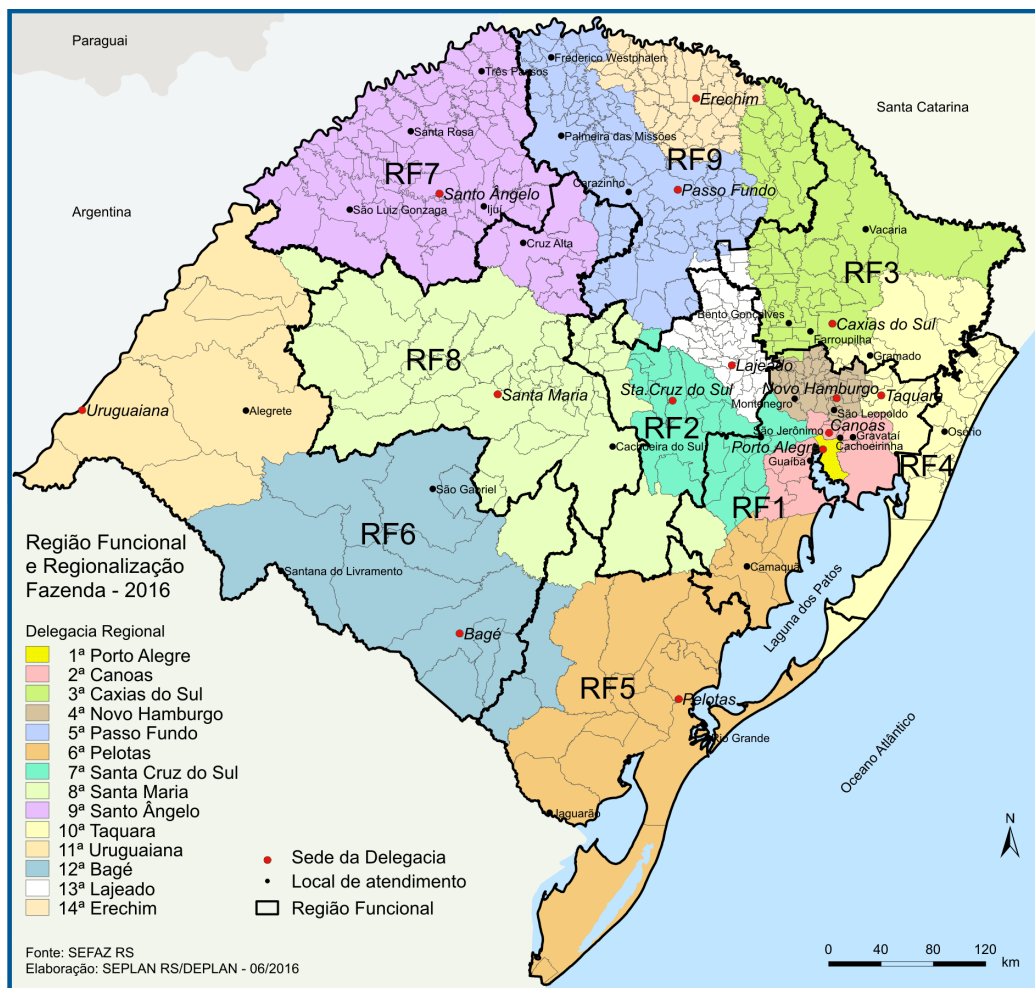 Paraguai
Frederico Westphalen
Três Passos
Erechim
Santa Catarina
Santa Rosa
Palmeira das Missões
RF9
RF7
Carazinho
Passo Fundo
Santo Ângelo
Ijuí
São Luiz Gonzaga
Argentina
Vacaria
Cruz Alta
RF3
Bento Gonçalves
Caxias do Sul
Farroupilha
Gramado
RF8
Lajeado
Santa Maria
Sta.Cruz do Sul
Novo Hamburgo
Taquara
Montenegro
Uruguaiana
Alegrete
São Leopoldo
RF2
São Jerônimo
Canoas
Osório
Gravataí
Cachoeira do Sul
Porto Alegre
Cachoeirinha
Guaíba
RF4
São Gabriel
RF1
RF6
Região Funcional
e Regionalização
Fazenda - 2016
Santana do Livramento
Camaquã
Laguna dos Patos
Bagé
RF5
Pelotas
Rio Grande
Oceano Atlântico
Jaguarão
Delegacia Regional
1ª Porto Alegre
2ª Canoas
3ª Caxias do Sul
4ª Novo Hamburgo
5ª Passo Fundo
6ª Pelotas
7ª Santa Cruz do Sul
8ª Santa Maria
9ª Santo Ângelo
10ª Taquara
11ª Uruguaiana
12ª Bagé
13ª Lajeado
14ª Erechim
Sede da Delegacia
Local de atendimento
Região Funcional
N
Fonte: SEFAZ RS
Elaboração: SEPLAN RS/DEPLAN - 06/2016
0 40 80 120
km